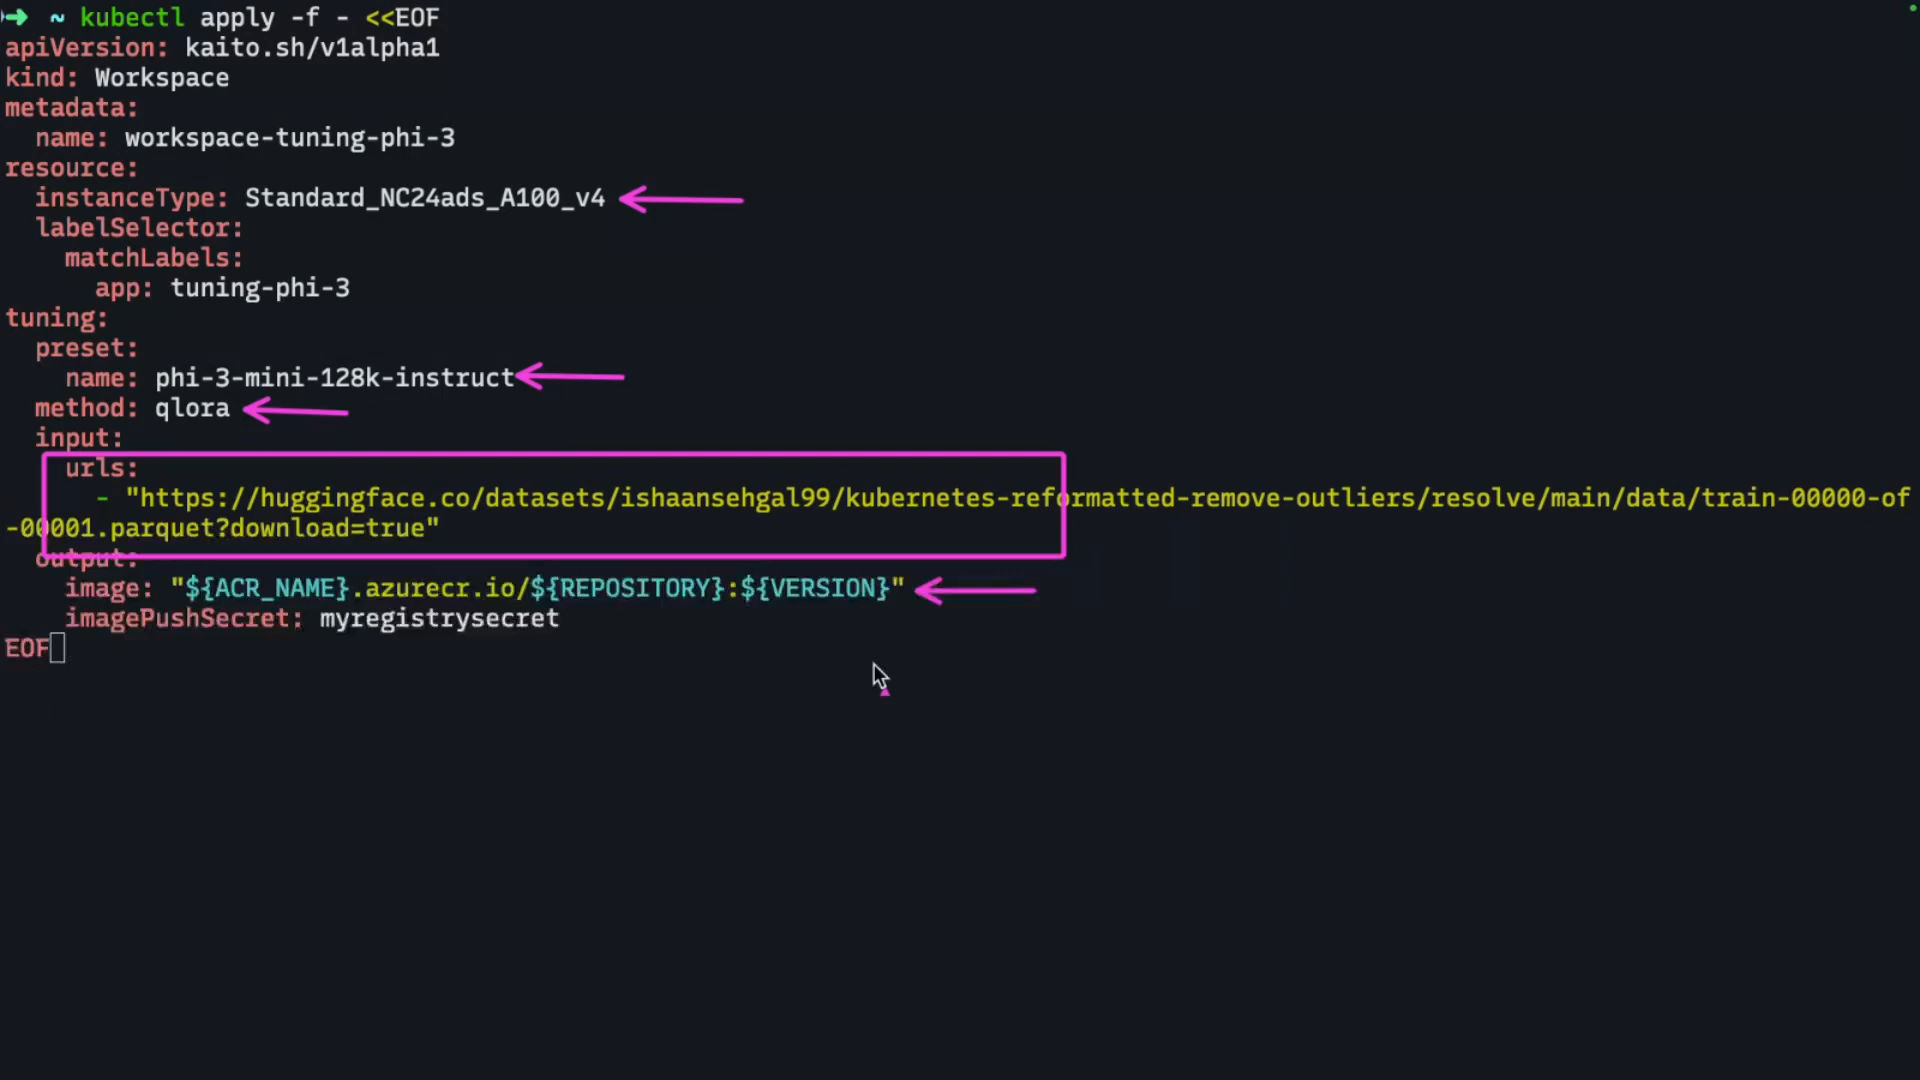 ➜ ~ kubectl apply -f - <<EOF
apiVersion: kaito.sh/v1alpha1
kind: Workspace
metadata:
  name: workspace-tuning-phi-3
resource:
  instanceType: Standard_NC24ads_A100_v4
  labelSelector:
    matchLabels:
      app: tuning-phi-3
tuning:
  preset:
    name: phi-3-mini-128k-instruct
  method: qlora
  input:
    urls:
      - "https://huggingface.co/datasets/ishaansehgal99/kubernetes-reformatted-remove-outliers/resolve/main/data/train-00000-of
-00001.parquet?download=true"
  output:
    image: "${ACR_NAME}.azurecr.io/${REPOSITORY}:${VERSION}"
    imagePushSecret: myregistrysecret
EOF